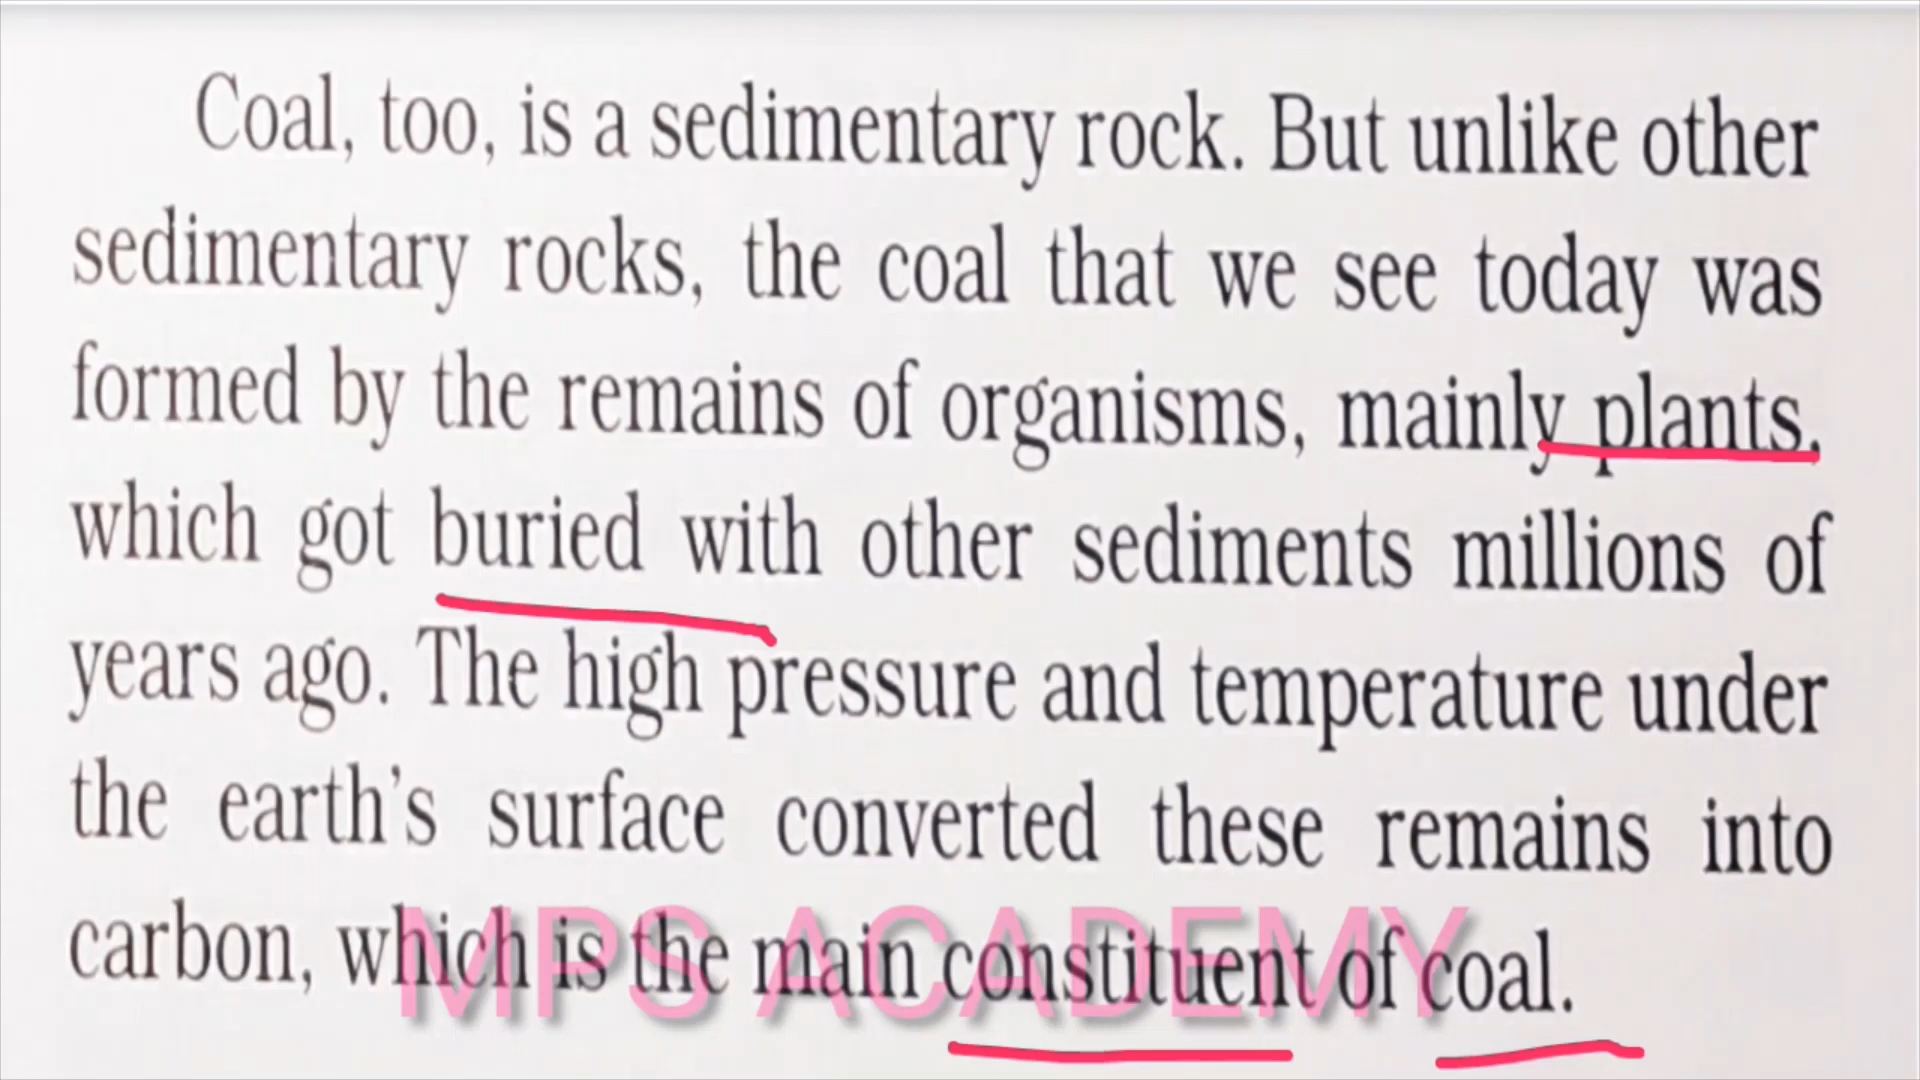 Coal, too, is a sedimentary rock. But unlike other
sedimentary rocks, the coal that we see today was
formed by the remains of organisms, mainly plants,
which got buried with other sediments millions of
years ago. The high pressure and temperature under
the earth's surface converted these remains into
carbon, which is the main constituent of coal.
MPS ACADEMY